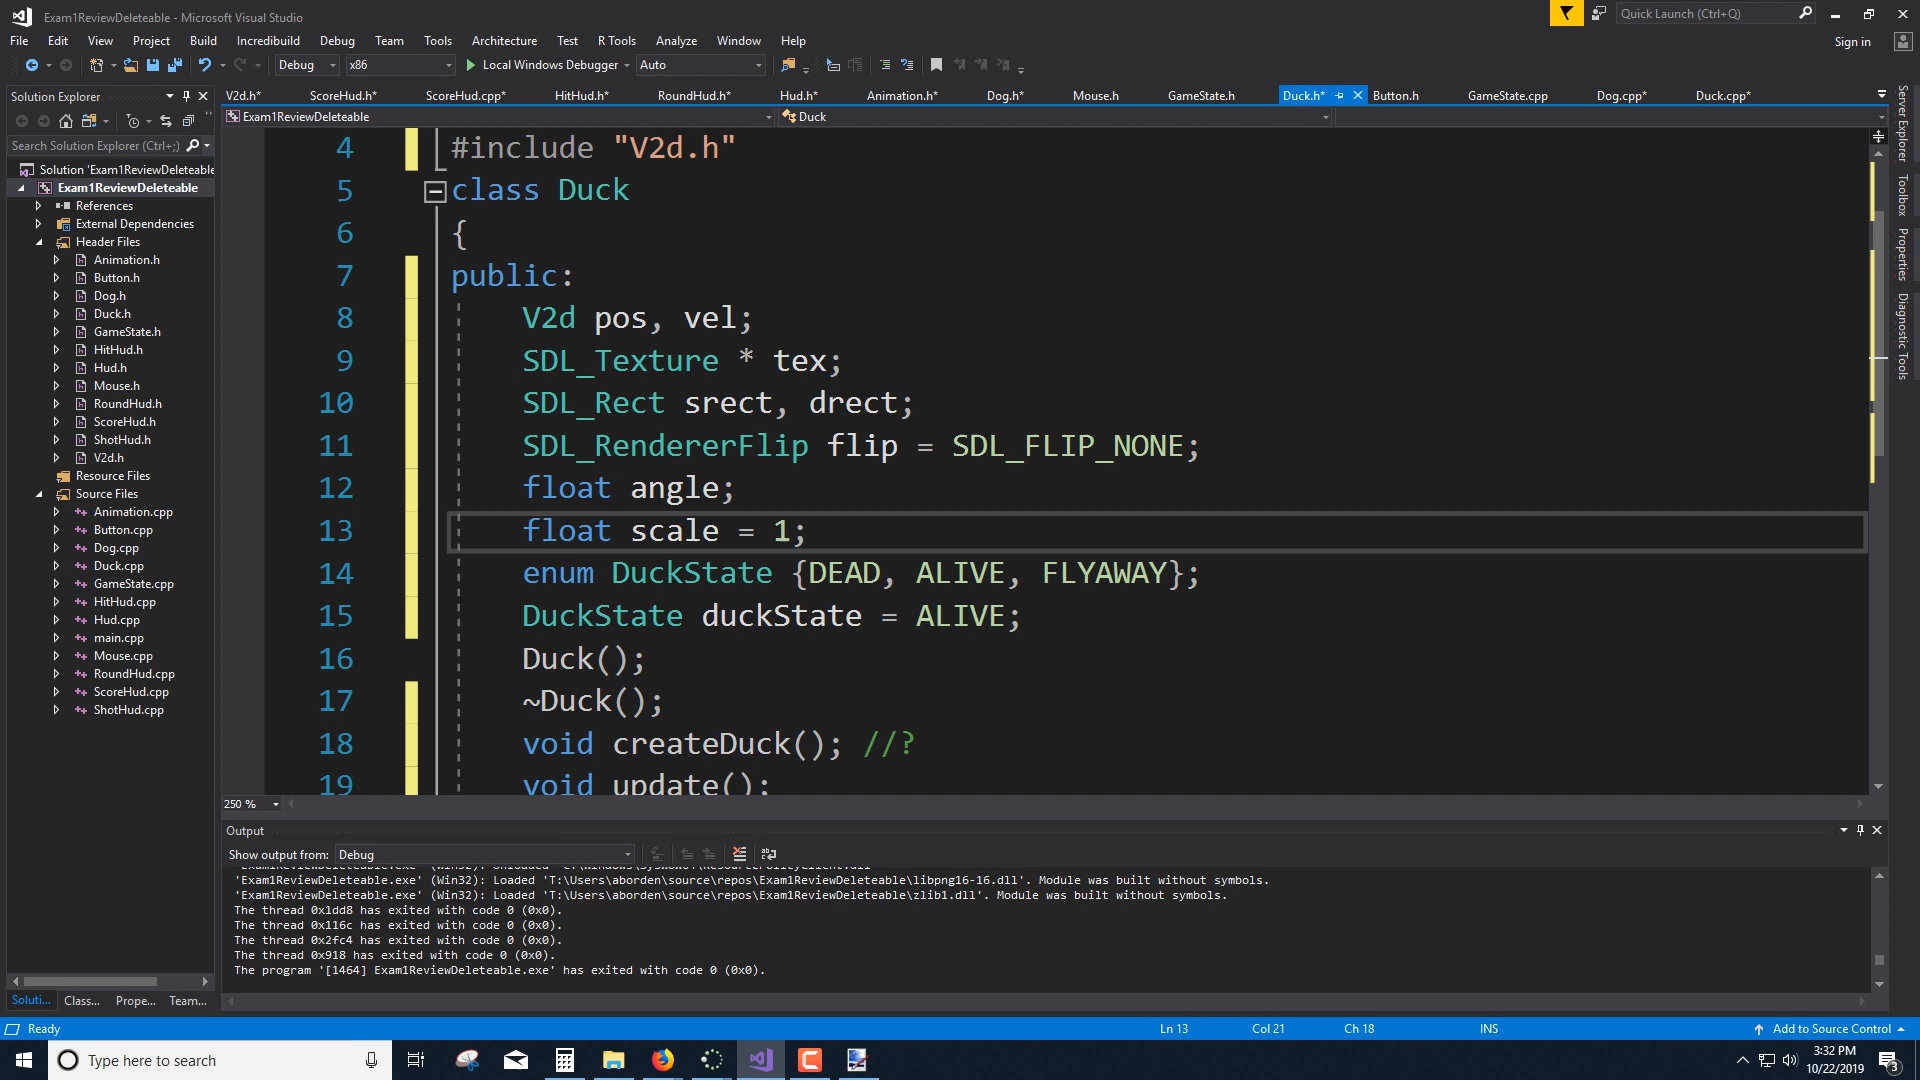 Exam1ReviewDeleteable - Microsoft Visual Studio
Quick Launch (Ctrl+Q)
File Edit View Project Build Incredibuild Debug Team Tools Architecture Test R Tools Analyze Window Help
Sign in
Debug x86 Local Windows Debugger Auto
Solution Explorer
V2d.h* ScoreHud.h* ScoreHud.cpp* HitHud.h* RoundHud.h* Hud.h* Animation.h* Dog.h* Mouse.h GameState.h Duck.h* Button.h GameState.cpp Dog.cpp* Duck.cpp*
Exam1ReviewDeleteable Duck
Search Solution Explorer (Ctrl+;)
Solution 'Exam1ReviewDeleteable
Exam1ReviewDeleteable
References
External Dependencies
Header Files
Animation.h
Button.h
Dog.h
Duck.h
GameState.h
HitHud.h
Hud.h
Mouse.h
RoundHud.h
ScoreHud.h
ShotHud.h
V2d.h
Resource Files
Source Files
Animation.cpp
Button.cpp
Dog.cpp
Duck.cpp
GameState.cpp
HitHud.cpp
Hud.cpp
main.cpp
Mouse.cpp
RoundHud.cpp
ScoreHud.cpp
ShotHud.cpp
Soluti... Class... Prope... Team...
4 #include "V2d.h"
5 class Duck
6 {
7 public:
8 V2d pos, vel;
9 SDL_Texture * tex;
10 SDL_Rect srect, drect;
11 SDL_RendererFlip flip = SDL_FLIP_NONE;
12 float angle;
13 float scale = 1;
14 enum DuckState {DEAD, ALIVE, FLYAWAY};
15 DuckState duckState = ALIVE;
16 Duck();
17 ~Duck();
18 void createDuck(); //?
19 void update();
250 %
Server Explorer
Toolbox
Properties
Diagnostic Tools
Output
Show output from: Debug
'Exam1ReviewDeleteable.exe' (Win32): Loaded 'T:\Users\aborden\source\repos\Exam1ReviewDeleteable\libpng16-16.dll'. Module was built without symbols.
'Exam1ReviewDeleteable.exe' (Win32): Loaded 'T:\Users\aborden\source\repos\Exam1ReviewDeleteable\zlib1.dll'. Module was built without symbols.
The thread 0x1dd8 has exited with code 0 (0x0).
The thread 0x116c has exited with code 0 (0x0).
The thread 0x2fc4 has exited with code 0 (0x0).
The thread 0x918 has exited with code 0 (0x0).
The program '[1464] Exam1ReviewDeleteable.exe' has exited with code 0 (0x0).
Ready Ln 13 Col 21 Ch 18 INS Add to Source Control
Type here to search
3:32 PM
10/22/2019
3